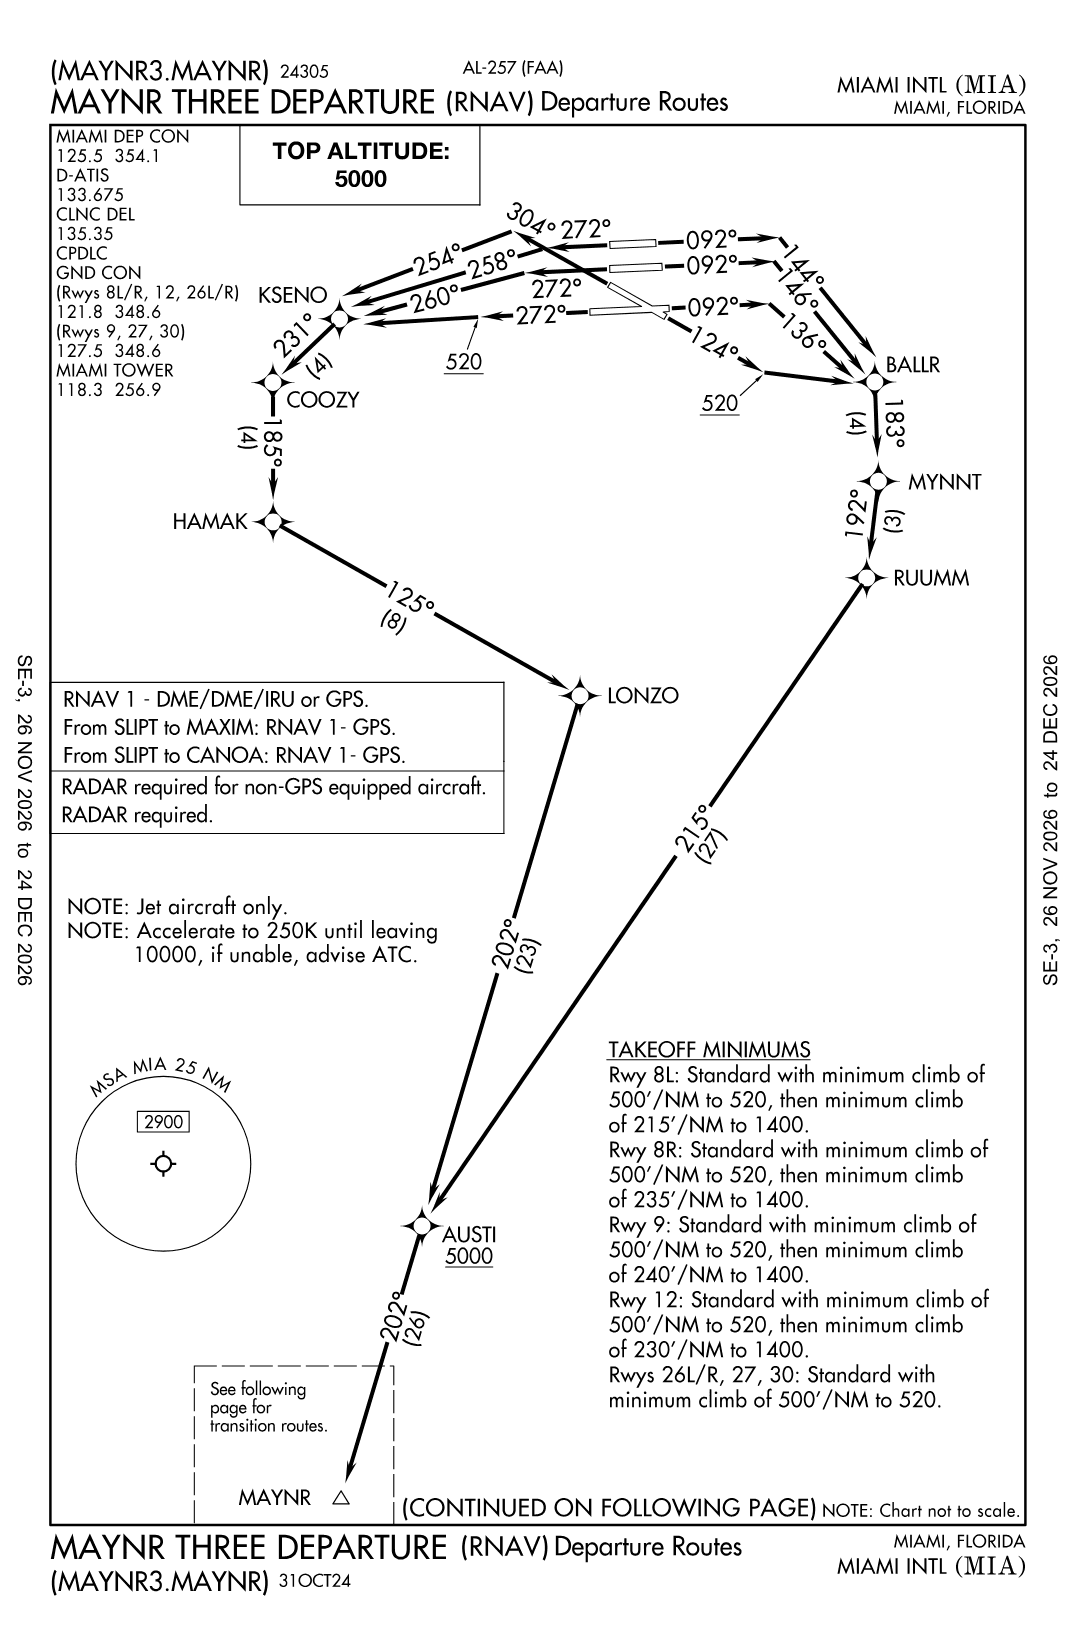 (MAYNR3.MAYNR) 24305
AL-257 (FAA)
MAYNR THREE DEPARTURE (RNAV) Departure Routes
MIAMI INTL (MIA)
MIAMI, FLORIDA
MIAMI DEP CON
125.5 354.1
D-ATIS
133.675
CLNC DEL
135.35
CPDLC
GND CON
(Rwys 8L/R, 12, 26L/R)
121.8 348.6
(Rwys 9, 27, 30)
127.5 348.6
MIAMI TOWER
118.3 256.9
TOP ALTITUDE:
5000
304°
272°
092°
144°
254°
258°
092°
146°
KSENO
260°
272°
272°
092°
136°
231°
(4)
520
124°
BALLR
COOZY
520
185°
(4)
183°
(4)
MYNNT
HAMAK
192°
(3)
RUUMM
125°
(8)
LONZO
RNAV 1 - DME/DME/IRU or GPS.
From SLIPT to MAXIM: RNAV 1- GPS.
From SLIPT to CANOA: RNAV 1- GPS.
RADAR required for non-GPS equipped aircraft.
RADAR required.
215°
(27)
NOTE: Jet aircraft only.
NOTE: Accelerate to 250K until leaving
10000, if unable, advise ATC.
202°
(23)
MSA MIA 25 NM
2900
TAKEOFF MINIMUMS
Rwy 8L: Standard with minimum climb of
500'/NM to 520, then minimum climb
of 215'/NM to 1400.
Rwy 8R: Standard with minimum climb of
500'/NM to 520, then minimum climb
of 235'/NM to 1400.
Rwy 9: Standard with minimum climb of
500'/NM to 520, then minimum climb
of 240'/NM to 1400.
Rwy 12: Standard with minimum climb of
500'/NM to 520, then minimum climb
of 230'/NM to 1400.
Rwys 26L/R, 27, 30: Standard with
minimum climb of 500'/NM to 520.
AUSTI
5000
202°
(26)
See following
page for
transition routes.
MAYNR
(CONTINUED ON FOLLOWING PAGE) NOTE: Chart not to scale.
SE-3, 26 NOV 2026 to 24 DEC 2026
SE-3, 26 NOV 2026 to 24 DEC 2026
MAYNR THREE DEPARTURE (RNAV) Departure Routes
(MAYNR3.MAYNR) 31OCT24
MIAMI, FLORIDA
MIAMI INTL (MIA)